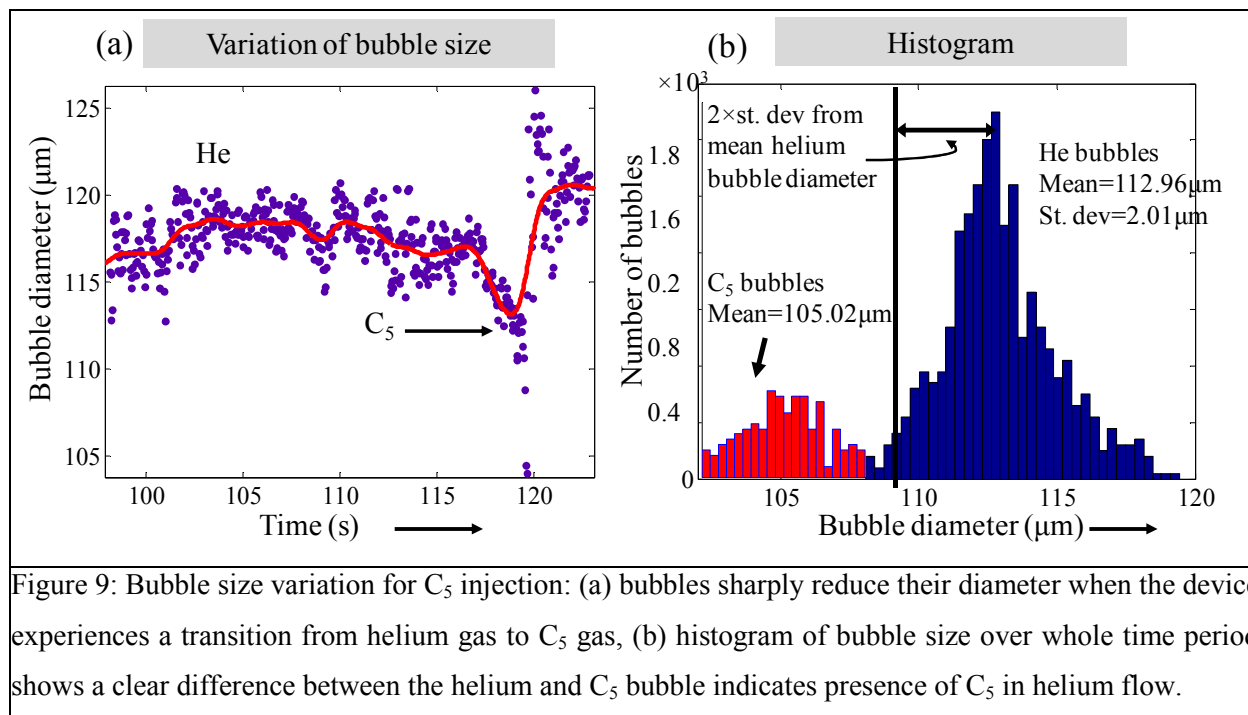 (a) Variation of bubble size
Bubble diameter (µm)
125
120
115
110
104
He
C₅
100 105 110 115 120
Time (s)
(b) Histogram
×10³
Number of bubbles
1.8
1.6
0.2
0.8
0.4
0
2×st. dev from
mean helium
bubble diameter
He bubbles
Mean=112.96µm
St. dev=2.01µm
C₅ bubbles
Mean=105.02µm
105 110 115 120
Bubble diameter (µm)
Figure 9: Bubble size variation for C₅ injection: (a) bubbles sharply reduce their diameter when the device
experiences a transition from helium gas to C₅ gas, (b) histogram of bubble size over whole time period
shows a clear difference between the helium and C₅ bubble indicates presence of C₅ in helium flow.